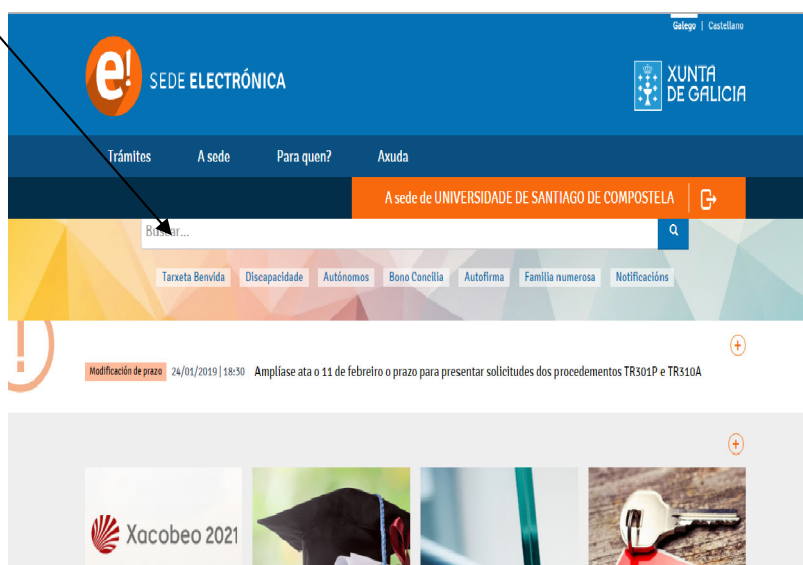 Galego | Castellano
e! SEDE ELECTRÓNICA
XUNTA
DE GALICIA
Trámites A sede Para quen? Axuda
A sede de UNIVERSIDADE DE SANTIAGO DE COMPOSTELA
Buscar...
Tarxeta Benvida Discapacidade Autónomos Bono Concilia Autofirma Familia numerosa Notificacións
Modificación de prazo 24/01/2019 | 18:30 Amplíase ata o 11 de febreiro o prazo para presentar solicitudes dos procedementos TR301P e TR310A
Xacobeo 2021